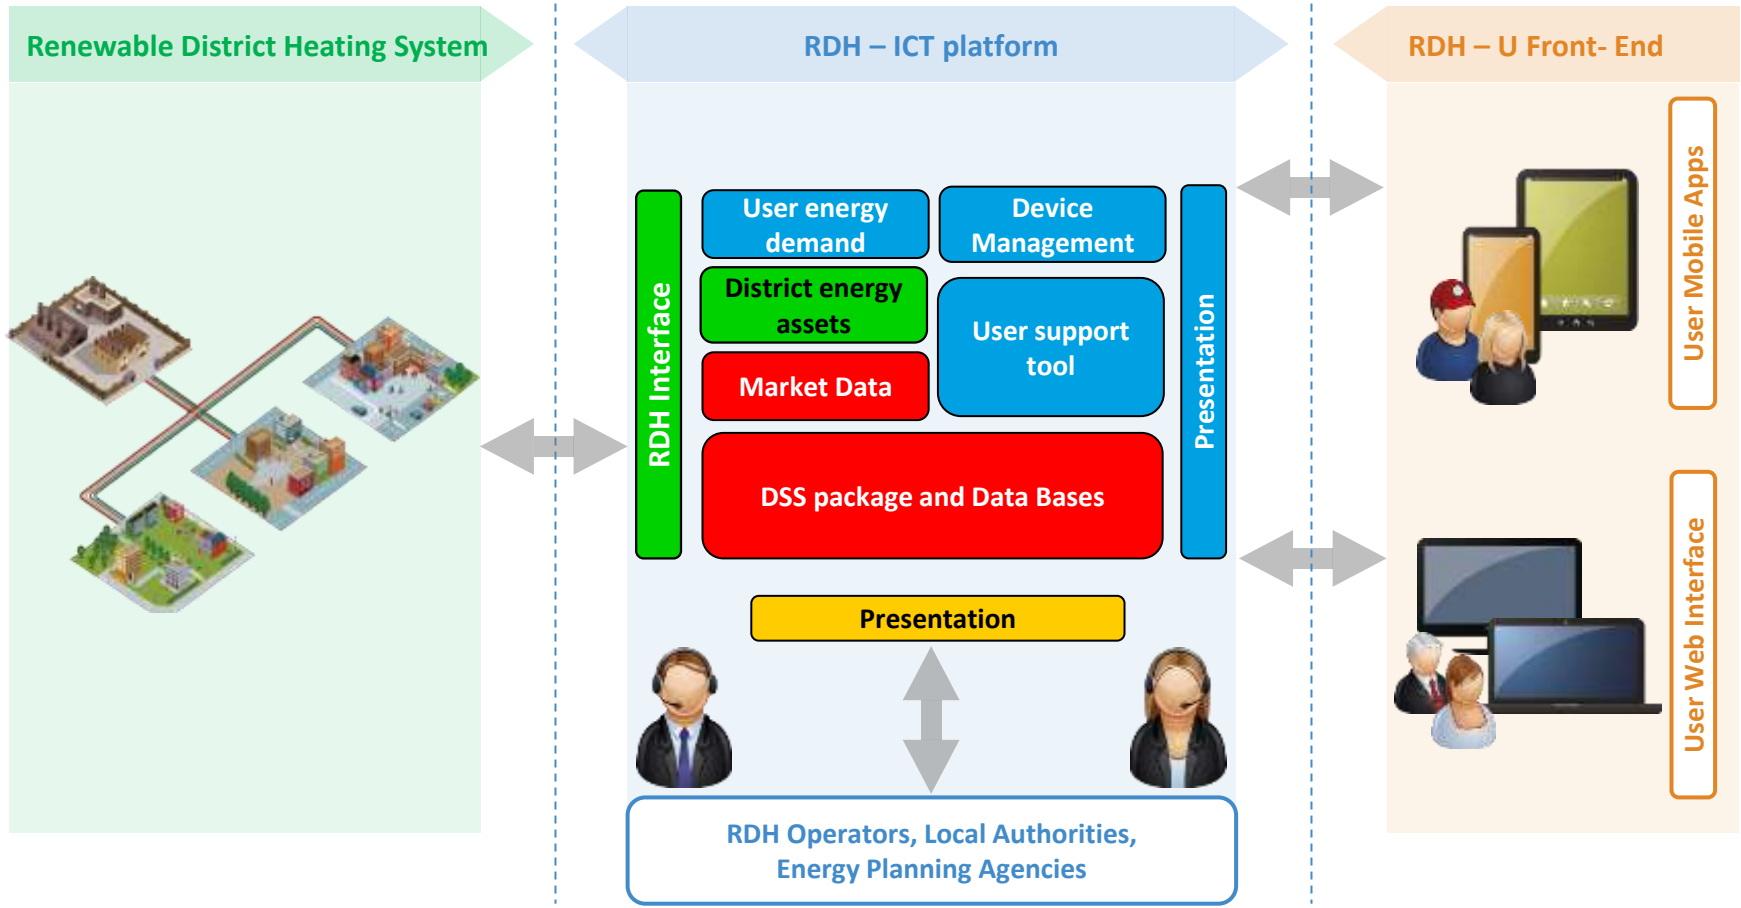 Renewable District Heating System
RDH – ICT platform
RDH – U Front- End
RDH Interface
User energy
demand
Device
Management
District energy
assets
User support
tool
Market Data
DSS package and Data Bases
Presentation
Presentation
RDH Operators, Local Authorities,
Energy Planning Agencies
User Mobile Apps
User Web Interface